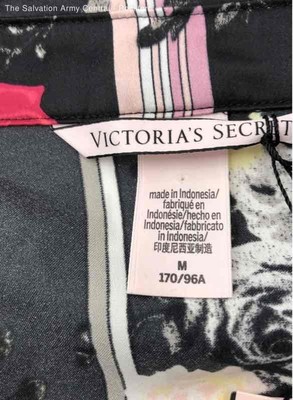 The Salvation Army Central
VICTORIA'S SECRET
made in Indonesia/
fabriqué en
Indonésie/hecho en
Indonesia/fabbricato
in Indonesia/
印度尼西亚制造
M
170/96A